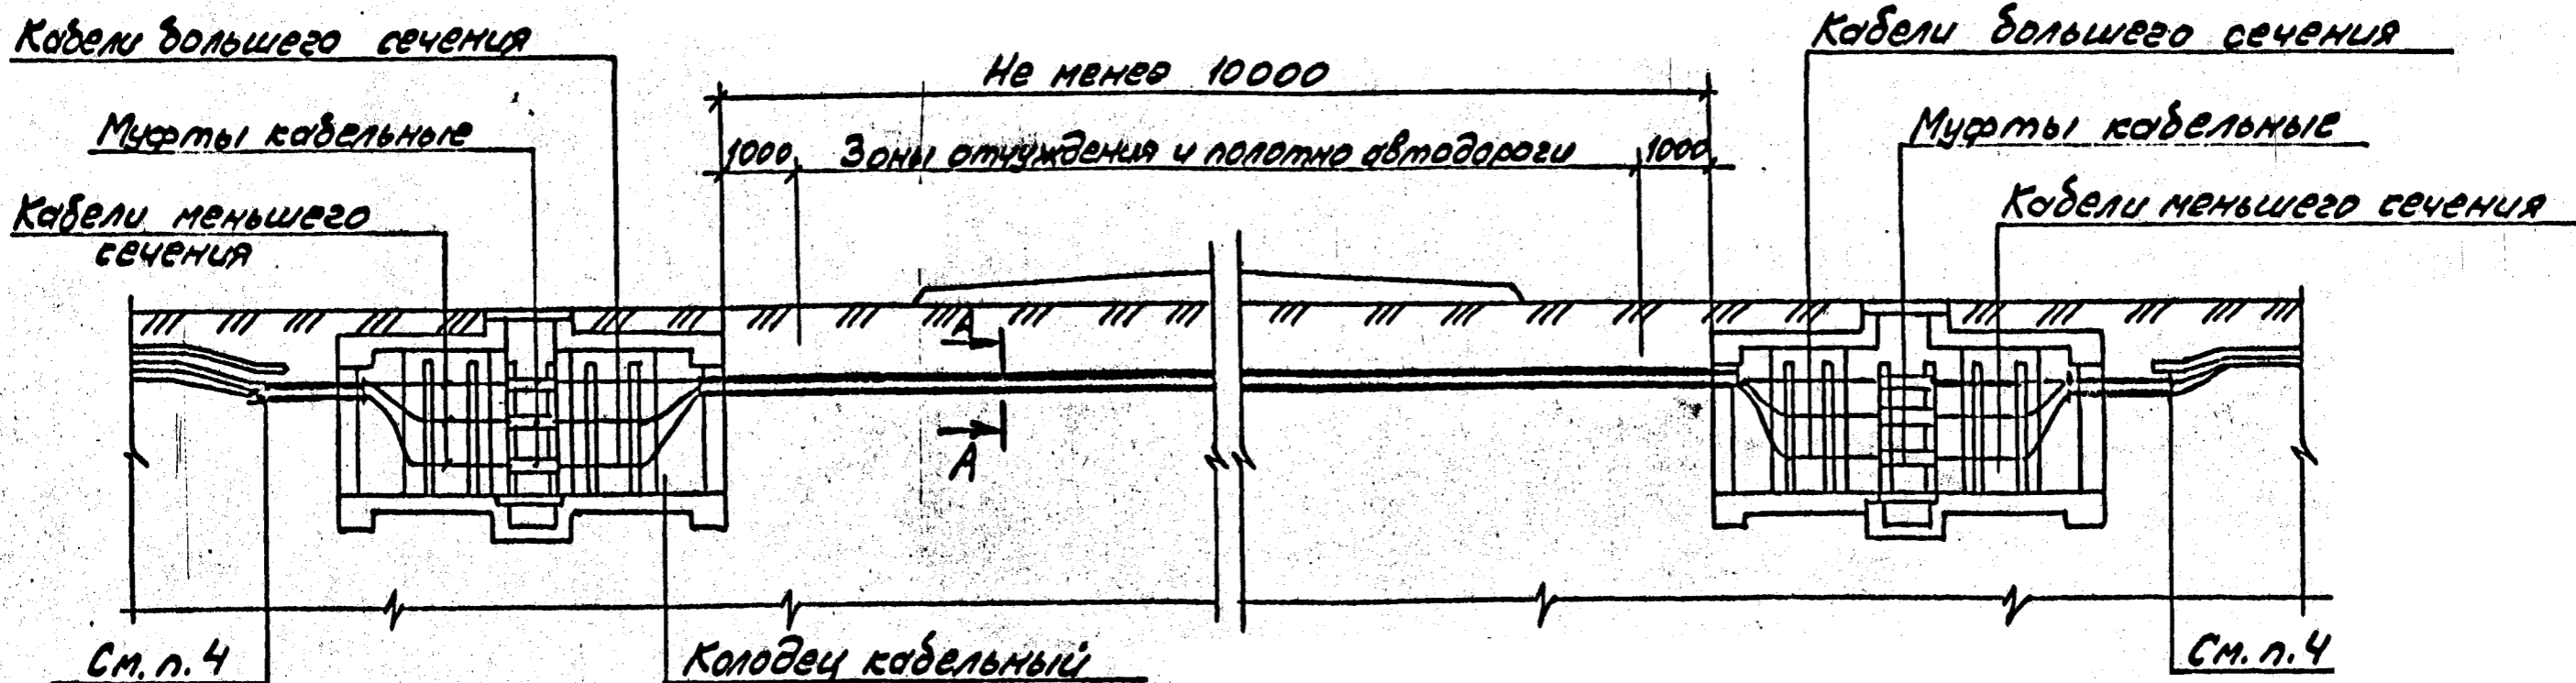 Кабели большего сечения
Кабели большего сечения
Не менее 10000
Муфты кабельные
Муфты кабельные
1000 Зоны отчуждения и полотно автодороги 1000
Кабели меньшего
сечения
Кабели меньшего сечения
А
А
См. п. 4
Колодец кабельный
См. п. 4